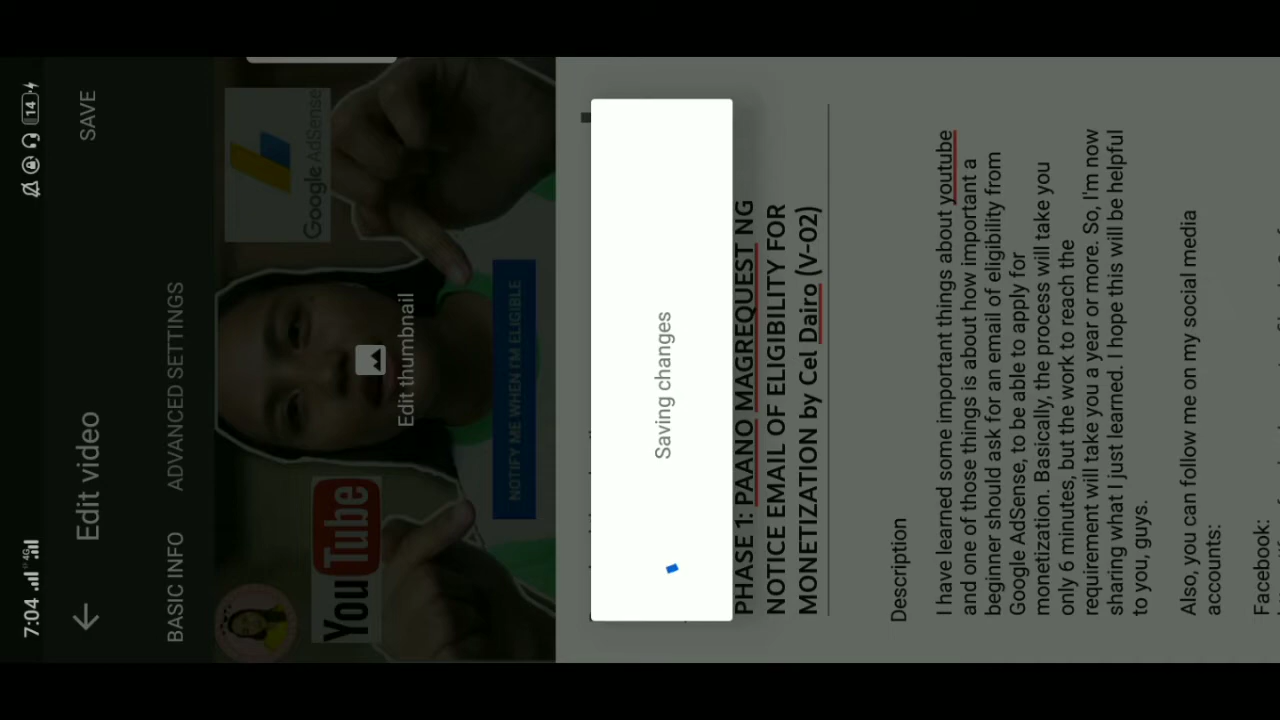 7:04
4G
14
Edit video
SAVE
BASIC INFO
ADVANCED SETTINGS
YouTube
Google AdSense
Edit thumbnail
NOTIFY ME WHEN I'M ELIGIBLE
Saving changes
PHASE 1: PAANO MAGREQUEST NG
NOTICE EMAIL OF ELIGIBILITY FOR
MONETIZATION by Cel Dairo (V-02)
Description
I have learned some important things about youtube
and one of those things is about how important a
beginner should ask for an email of eligibility from
Google AdSense, to be able to apply for
monetization. Basically, the process will take you
only 6 minutes, but the work to reach the
requirement will take you a year or more. So, I'm now
sharing what I just learned. I hope this will be helpful
to you, guys.
Also, you can follow me on my social media
accounts:
Facebook: